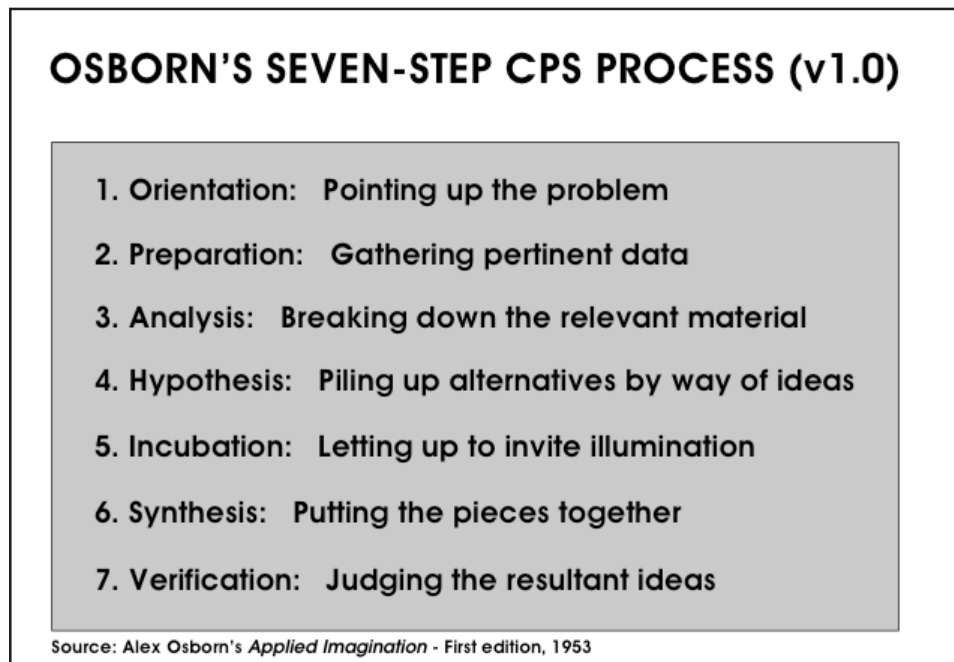 OSBORN'S SEVEN-STEP CPS PROCESS (v1.0)
1. Orientation: Pointing up the problem
2. Preparation: Gathering pertinent data
3. Analysis: Breaking down the relevant material
4. Hypothesis: Piling up alternatives by way of ideas
5. Incubation: Letting up to invite illumination
6. Synthesis: Putting the pieces together
7. Verification: Judging the resultant ideas
Source: Alex Osborn's Applied Imagination - First edition, 1953